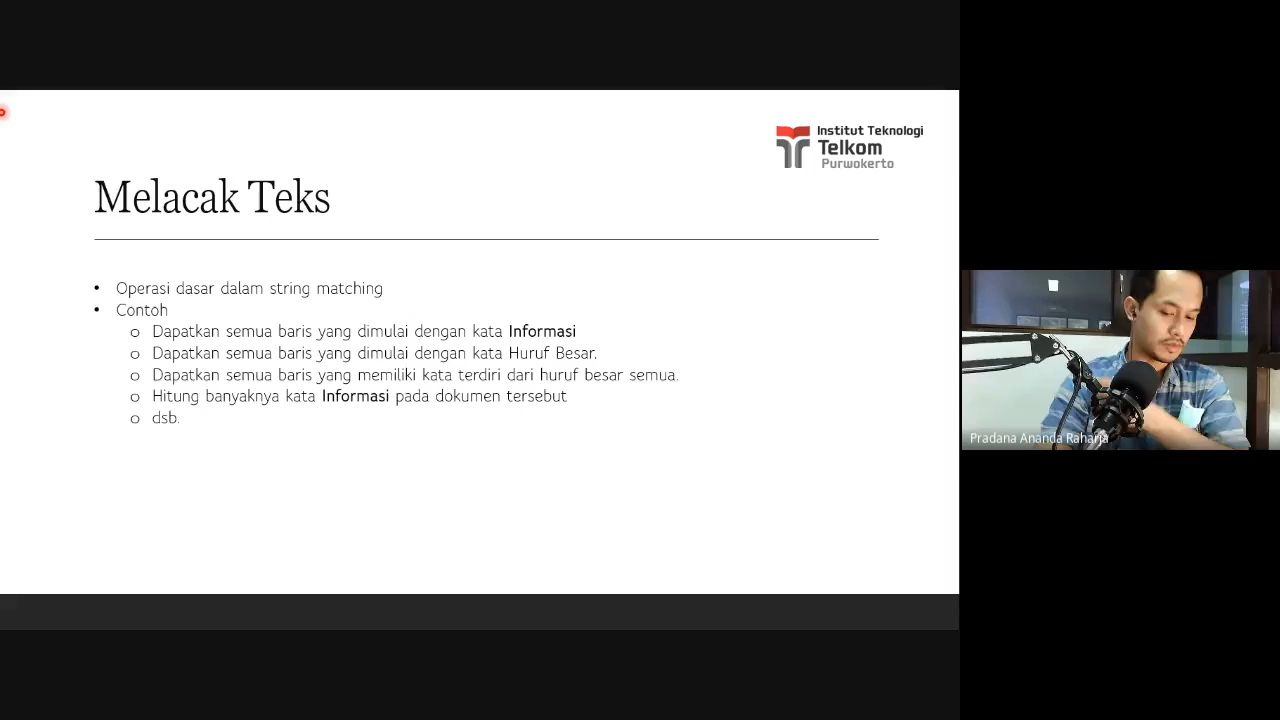 Institut Teknologi
Telkom
Purwokerto
Melacak Teks
• Operasi dasar dalam string matching
• Contoh
o Dapatkan semua baris yang dimulai dengan kata Informasi
o Dapatkan semua baris yang dimulai dengan kata Huruf Besar.
o Dapatkan semua baris yang memiliki kata terdiri dari huruf besar semua.
o Hitung banyaknya kata Informasi pada dokumen tersebut
o dsb.
Pradana Ananda Raharja